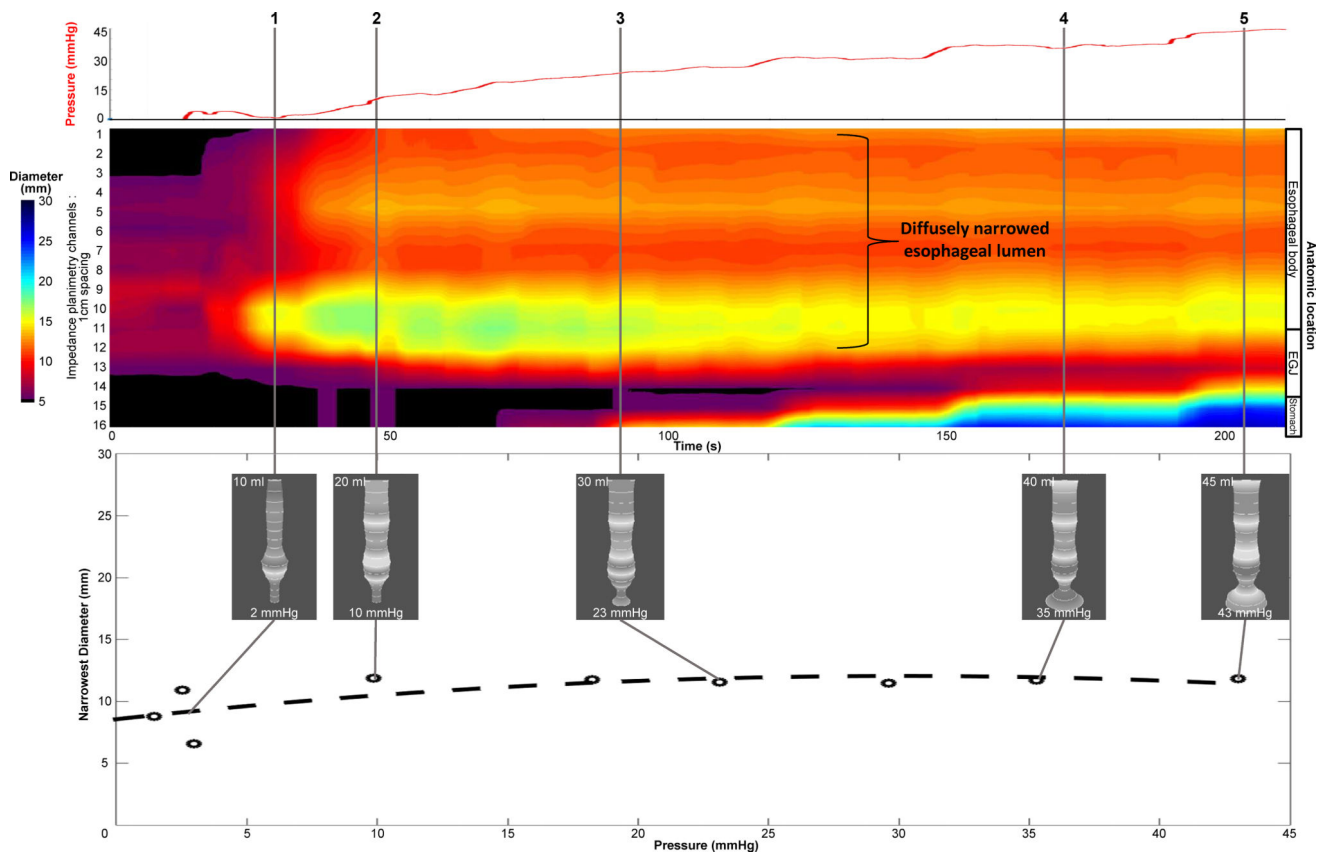 1 2 3 4 5
Pressure (mmHg)
45
30
15
0
Diameter
(mm)
30
25
20
15
10
5
Impedance planimetry channels :
1cm spacing
1
2
3
4
5
6
7
8
9
10
11
12
13
14
15
16
Diffusely narrowed
esophageal lumen
Esophageal body
EGJ
Stomach
Anatomic location
0 50 100 150 200
Time (s)
30
25
20
15
10
5
0
Narrowest Diameter (mm)
10 ml
2 mmHg
20 ml
10 mmHg
30 ml
23 mmHg
40 ml
35 mmHg
45 ml
43 mmHg
5 10 15 20 25 30 35 40 45
Pressure (mmHg)